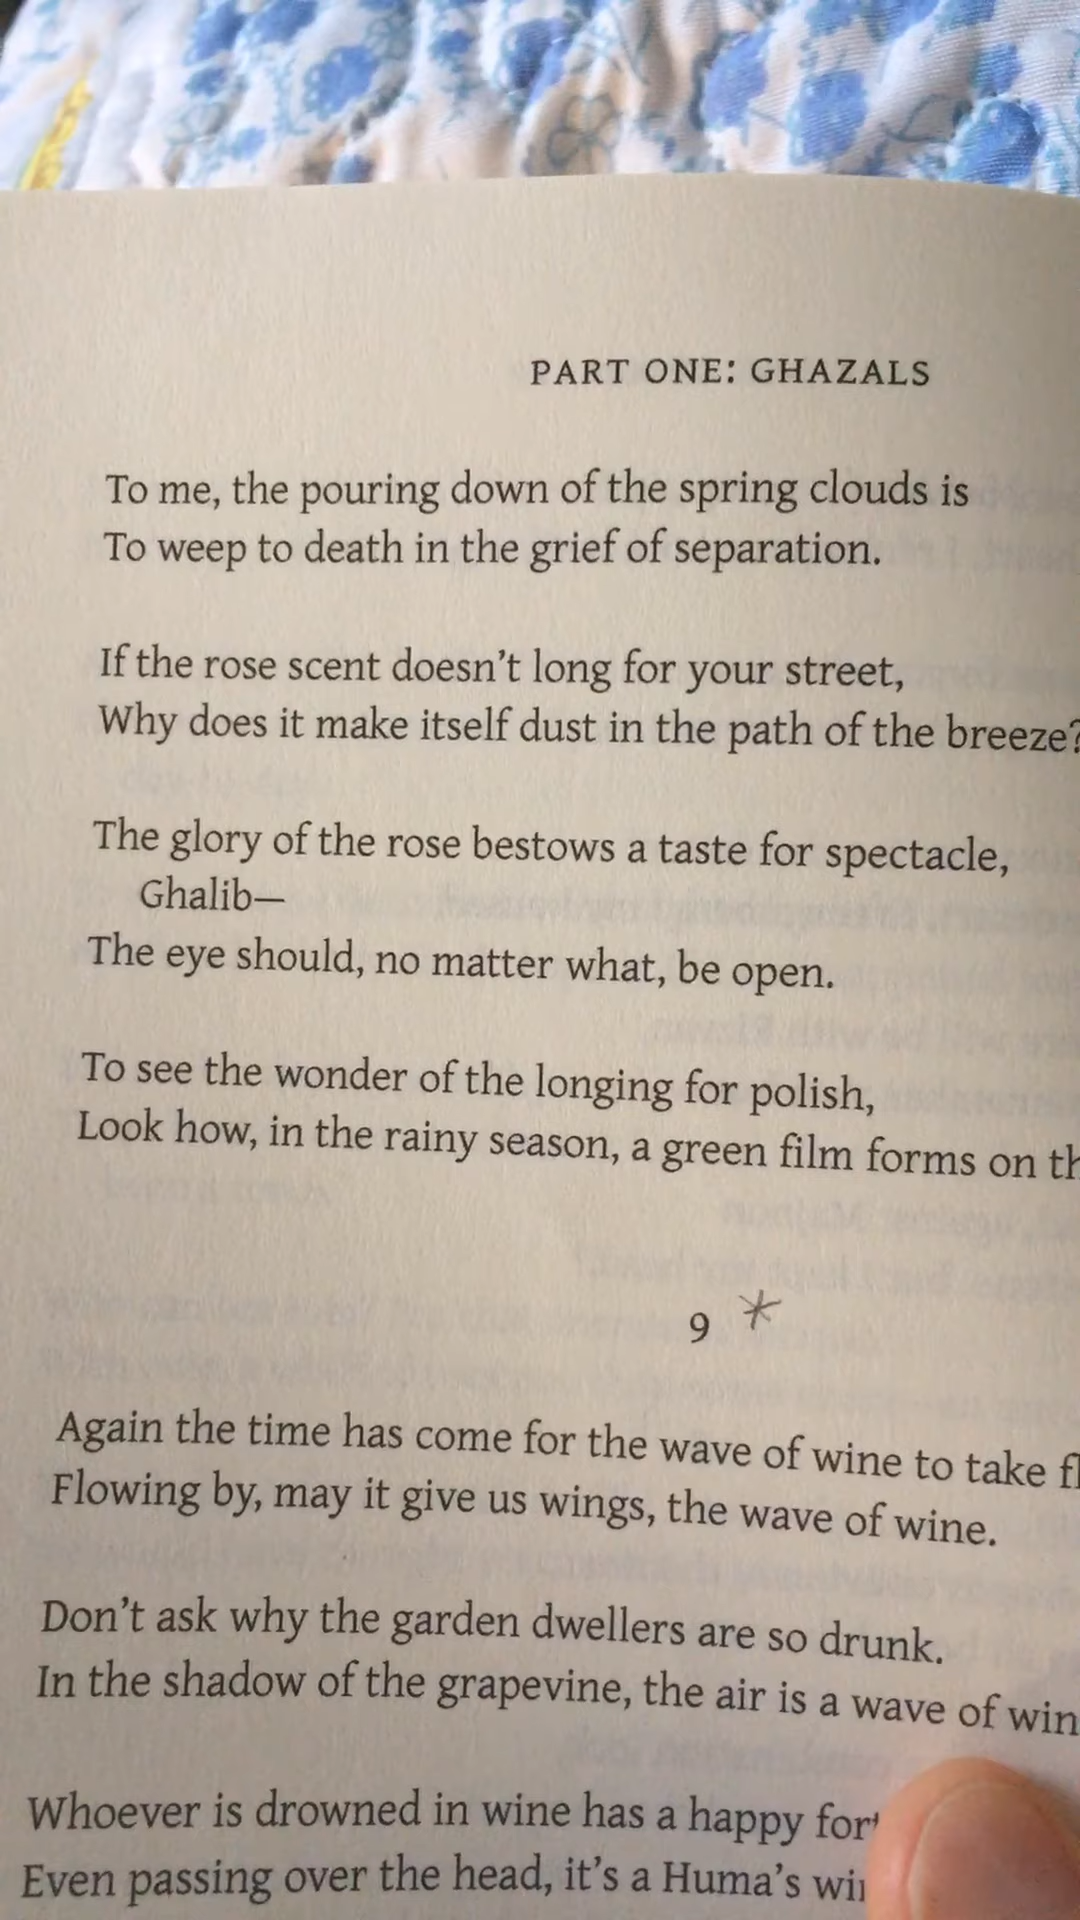 PART ONE: GHAZALS
To me, the pouring down of the spring clouds is
To weep to death in the grief of separation.
If the rose scent doesn't long for your street,
Why does it make itself dust in the path of the breeze?
The glory of the rose bestows a taste for spectacle,
Ghalib—
The eye should, no matter what, be open.
To see the wonder of the longing for polish,
Look how, in the rainy season, a green film forms on
9 *
Again the time has come for the wave of wine to take
Flowing by, may it give us wings, the wave of wine.
Don't ask why the garden dwellers are so drunk.
In the shadow of the grapevine, the air is a wave of
Whoever is drowned in wine has a happy
Even passing over the head, it's a Huma's